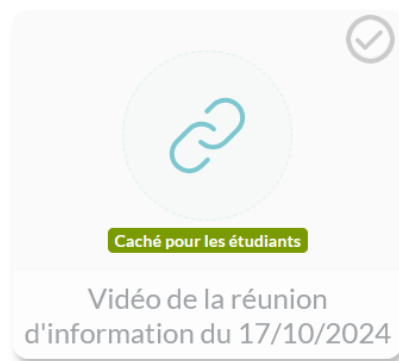 Caché pour les étudiants
Vidéo de la réunion
d'information du 17/10/2024